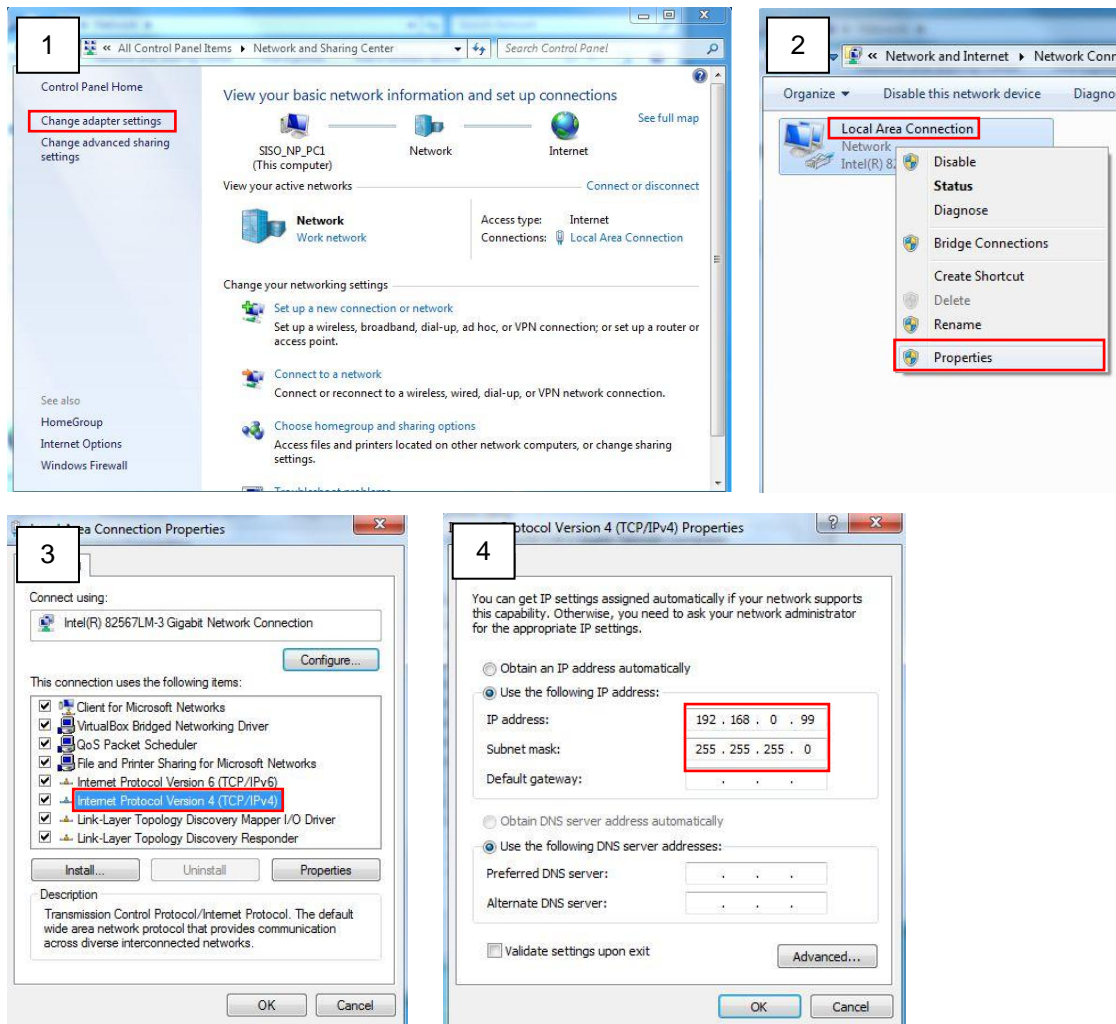 1
« All Control Panel Items ▸ Network and Sharing Center
Search Control Panel
Control Panel Home
Change adapter settings
Change advanced sharing
settings
See also
HomeGroup
Internet Options
Windows Firewall
View your basic network information and set up connections
See full map
SISO_NP_PC1
(This computer)
Network
Internet
View your active networks
Connect or disconnect
Network
Work network
Access type: Internet
Connections: Local Area Connection
Change your networking settings
Set up a new connection or network
Set up a wireless, broadband, dial-up, ad hoc, or VPN connection; or set up a router or
access point.
Connect to a network
Connect or reconnect to a wireless, wired, dial-up, or VPN network connection.
Choose homegroup and sharing options
Access files and printers located on other network computers, or change sharing
settings.
2
« Network and Internet ▸ Network Conn
Organize Disable this network device Diagno
Local Area Connection
Network
Intel(R) 8
Disable
Status
Diagnose
Bridge Connections
Create Shortcut
Delete
Rename
Properties
3
ea Connection Properties
Connect using:
Intel(R) 82567LM-3 Gigabit Network Connection
Configure...
This connection uses the following items:
Client for Microsoft Networks
VirtualBox Bridged Networking Driver
QoS Packet Scheduler
File and Printer Sharing for Microsoft Networks
Internet Protocol Version 6 (TCP/IPv6)
Internet Protocol Version 4 (TCP/IPv4)
Link-Layer Topology Discovery Mapper I/O Driver
Link-Layer Topology Discovery Responder
Install... Uninstall Properties
Description
Transmission Control Protocol/Internet Protocol. The default
wide area network protocol that provides communication
across diverse interconnected networks.
OK Cancel
4
otocol Version 4 (TCP/IPv4) Properties
You can get IP settings assigned automatically if your network supports
this capability. Otherwise, you need to ask your network administrator
for the appropriate IP settings.
Obtain an IP address automatically
Use the following IP address:
IP address: 192 . 168 . 0 . 99
Subnet mask: 255 . 255 . 255 . 0
Default gateway: . . .
Obtain DNS server address automatically
Use the following DNS server addresses:
Preferred DNS server: . . .
Alternate DNS server: . . .
Validate settings upon exit
Advanced...
OK Cancel